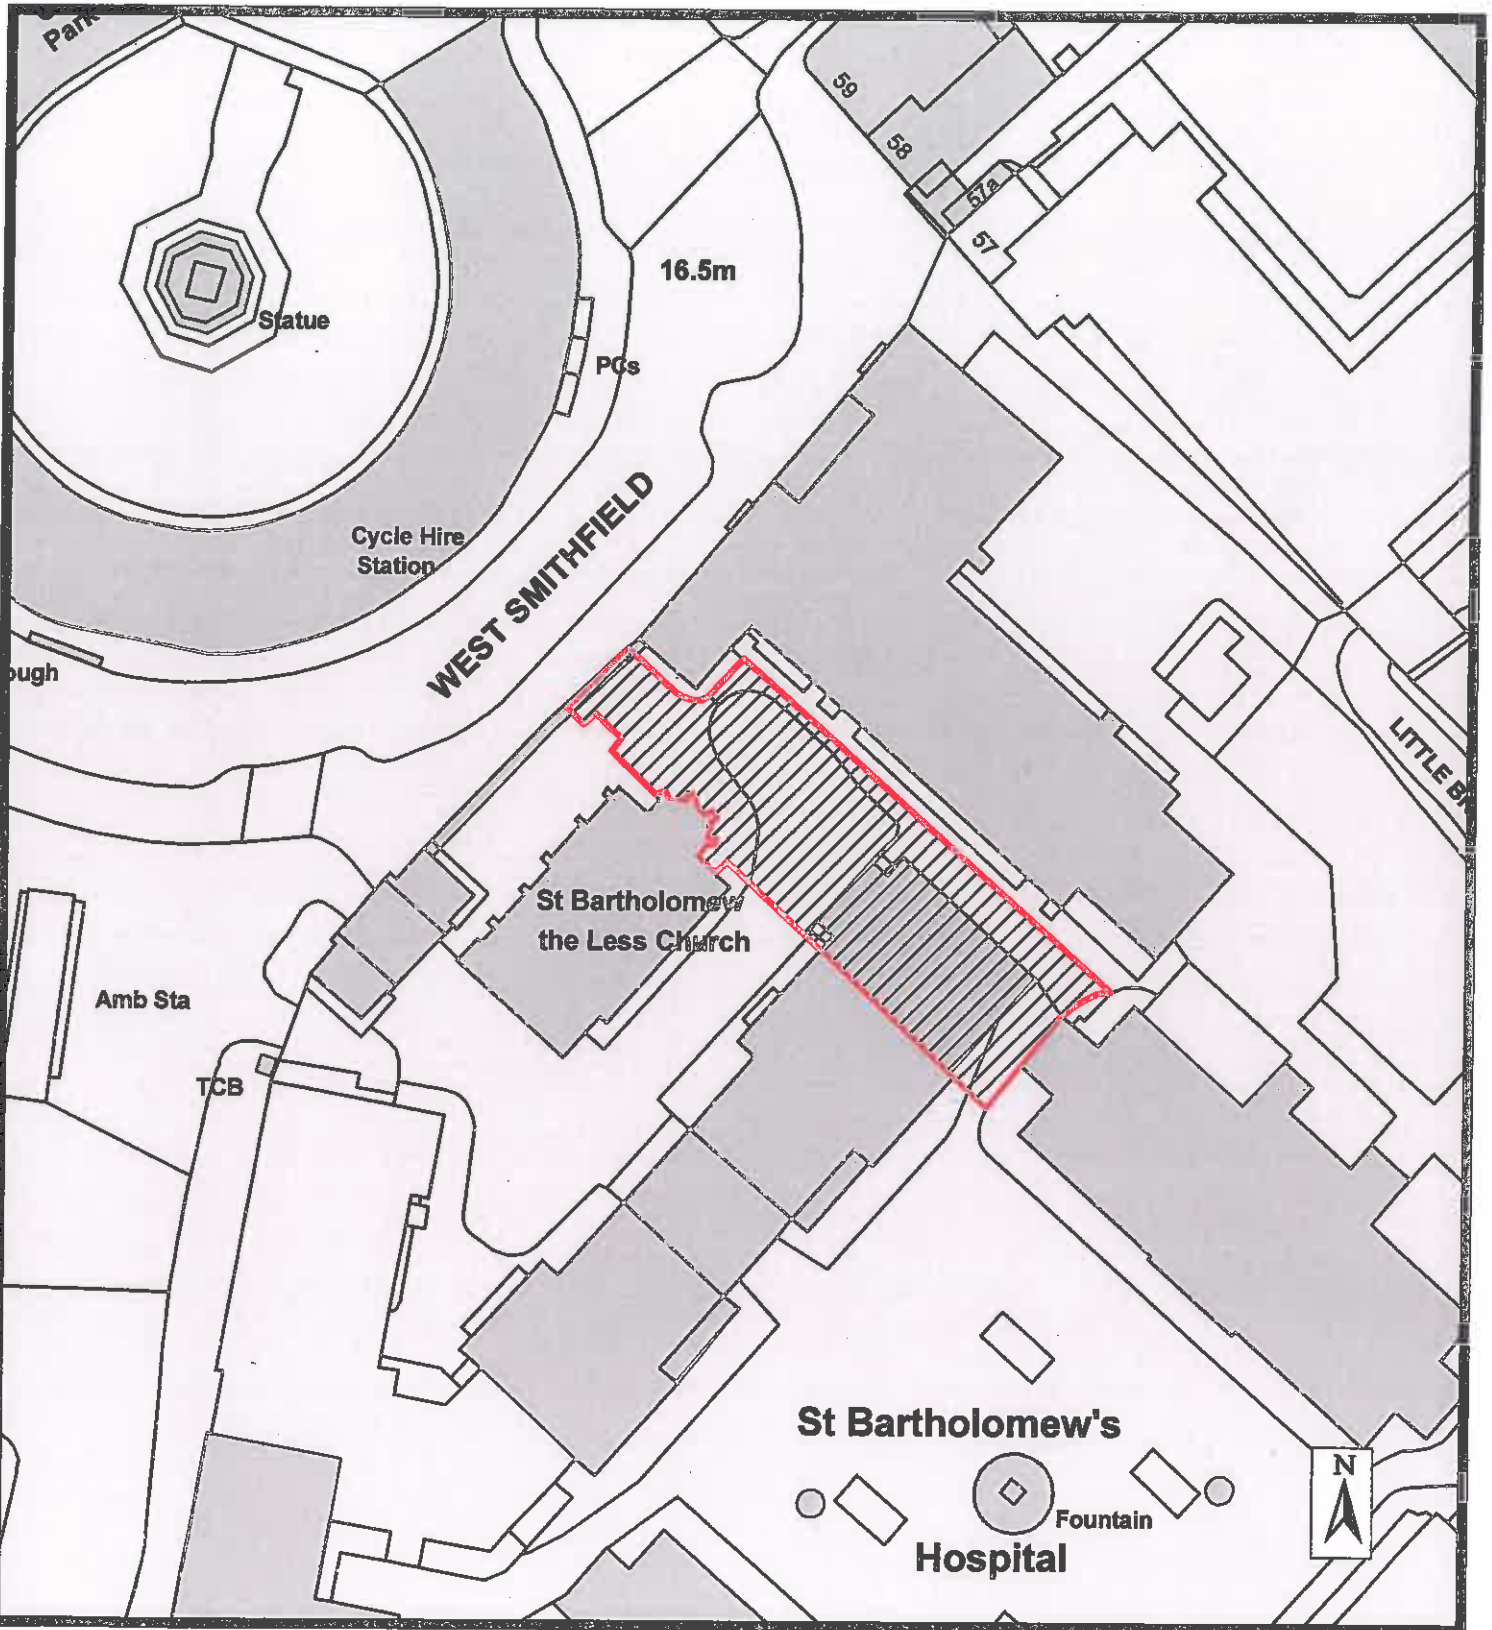 Park
59
58
57a
57
16.5m
Statue
PCs
Cycle Hire
Station
WEST SMITHFIELD
ough
LITTLE B
St Bartholomew
the Less Church
Amb Sta
TCB
St Bartholomew's
Hospital
Fountain
N